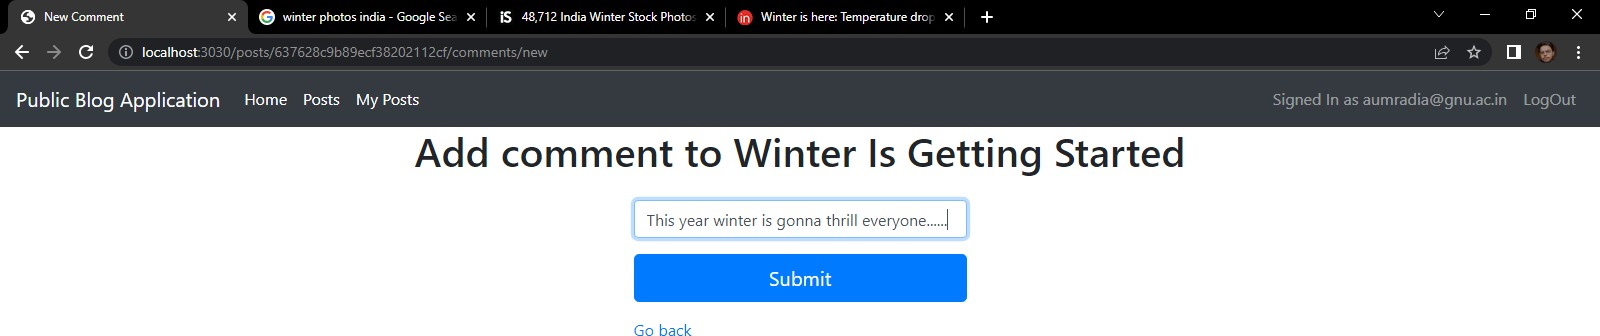 New Comment
winter photos india - Google Sea
iS 48,712 India Winter Stock Photos
in Winter is here: Temperature drop
localhost:3030/posts/637628c9b89ecf38202112cf/comments/new
Public Blog Application Home Posts My Posts Signed In as aumradia@gnu.ac.in LogOut
Add comment to Winter Is Getting Started
This year winter is gonna thrill everyone......
Submit
Go back